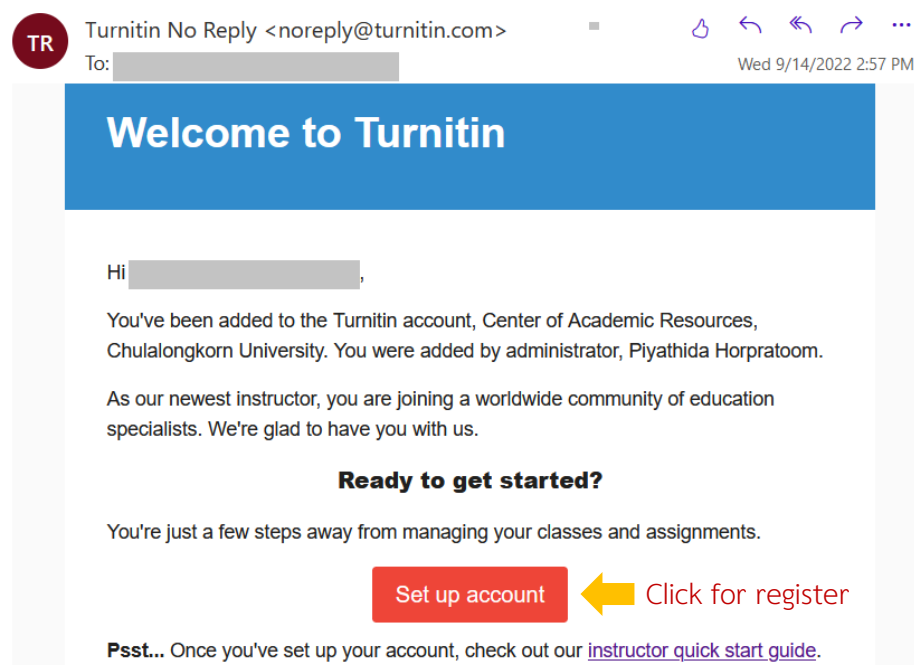 TR
Turnitin No Reply <noreply@turnitin.com>
To:
Wed 9/14/2022 2:57 PM
Welcome to Turnitin
Hi ,
You've been added to the Turnitin account, Center of Academic Resources,
Chulalongkorn University. You were added by administrator, Piyathida Horpratoom.
As our newest instructor, you are joining a worldwide community of education
specialists. We're glad to have you with us.
Ready to get started?
You're just a few steps away from managing your classes and assignments.
Set up account Click for register
Psst... Once you've set up your account, check out our instructor quick start guide.